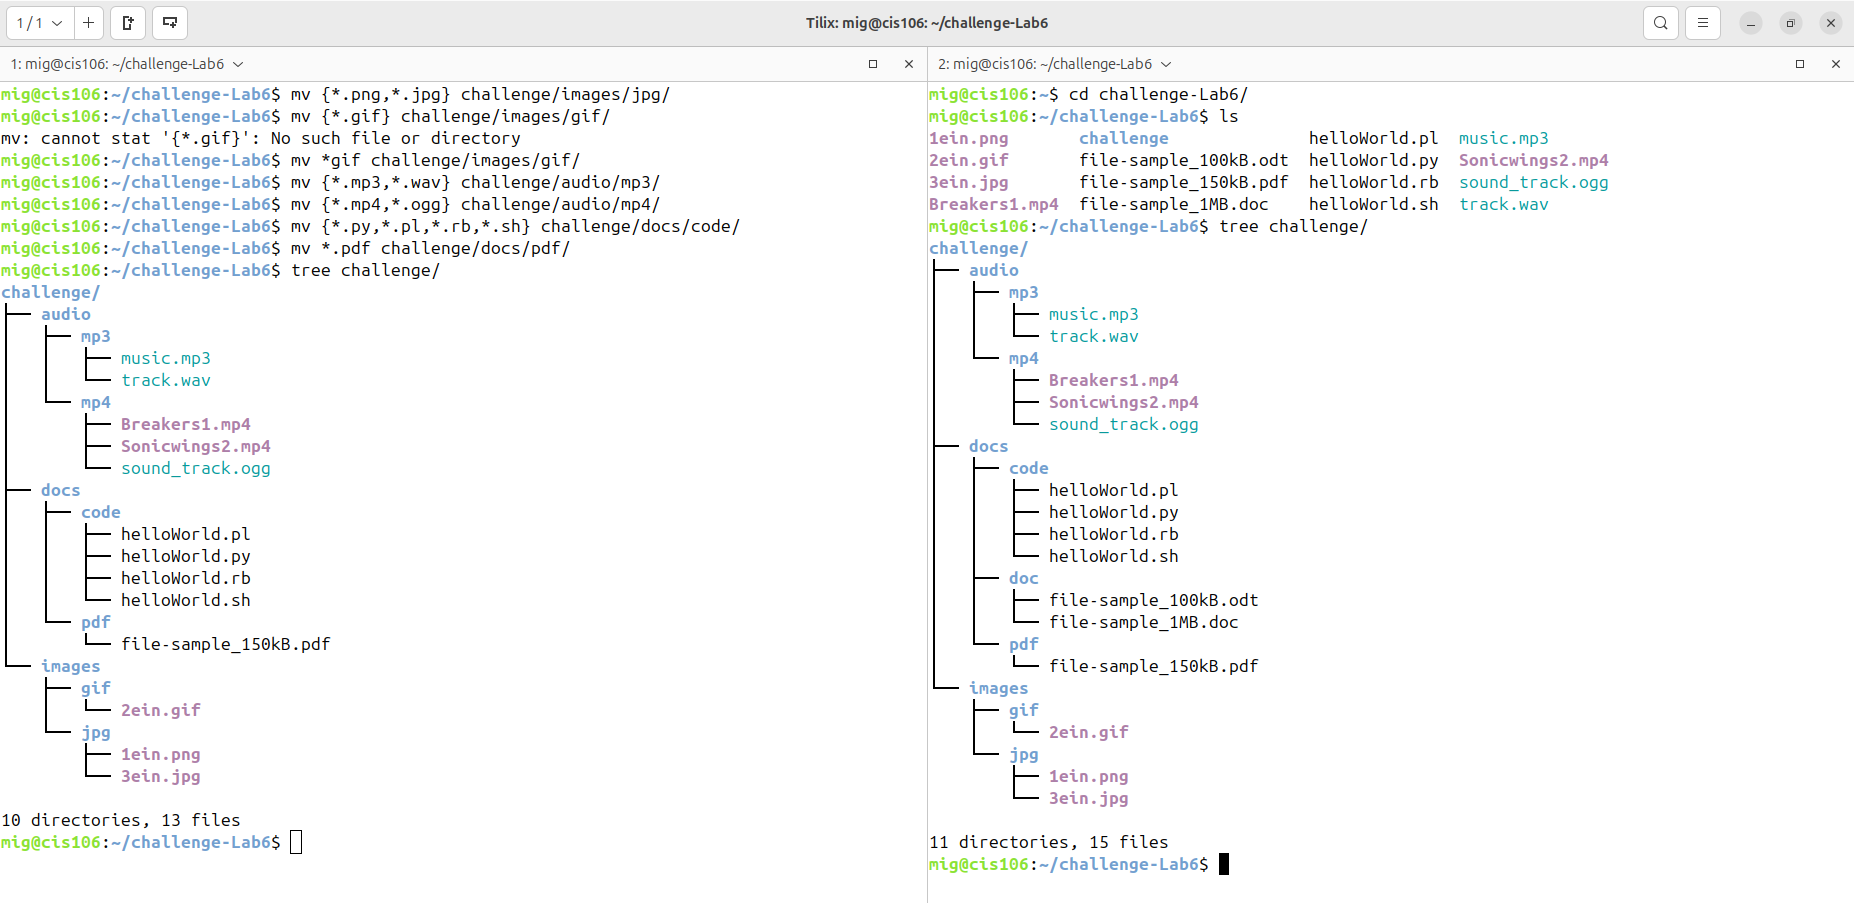 1 / 1
Tilix: mig@cis106: ~/challenge-Lab6
1: mig@cis106: ~/challenge-Lab6
mig@cis106:~/challenge-Lab6$ mv {*.png,*.jpg} challenge/images/jpg/
mig@cis106:~/challenge-Lab6$ mv {*.gif} challenge/images/gif/
mv: cannot stat '{*.gif}': No such file or directory
mig@cis106:~/challenge-Lab6$ mv *gif challenge/images/gif/
mig@cis106:~/challenge-Lab6$ mv {*.mp3,*.wav} challenge/audio/mp3/
mig@cis106:~/challenge-Lab6$ mv {*.mp4,*.ogg} challenge/audio/mp4/
mig@cis106:~/challenge-Lab6$ mv {*.py,*.pl,*.rb,*.sh} challenge/docs/code/
mig@cis106:~/challenge-Lab6$ mv *.pdf challenge/docs/pdf/
mig@cis106:~/challenge-Lab6$ tree challenge/
challenge/
├── audio
│   ├── mp3
│   │   ├── music.mp3
│   │   └── track.wav
│   └── mp4
│       ├── Breakers1.mp4
│       ├── Sonicwings2.mp4
│       └── sound_track.ogg
├── docs
│   ├── code
│   │   ├── helloWorld.pl
│   │   ├── helloWorld.py
│   │   ├── helloWorld.rb
│   │   └── helloWorld.sh
│   └── pdf
│       └── file-sample_150kB.pdf
└── images
    ├── gif
    │   └── 2ein.gif
    └── jpg
        ├── 1ein.png
        └── 3ein.jpg
10 directories, 13 files
mig@cis106:~/challenge-Lab6$
2: mig@cis106: ~/challenge-Lab6
mig@cis106:~$ cd challenge-Lab6/
mig@cis106:~/challenge-Lab6$ ls
1ein.png       challenge             helloWorld.pl  music.mp3
2ein.gif       file-sample_100kB.odt helloWorld.py  Sonicwings2.mp4
3ein.jpg       file-sample_150kB.pdf helloWorld.rb  sound_track.ogg
Breakers1.mp4  file-sample_1MB.doc   helloWorld.sh  track.wav
mig@cis106:~/challenge-Lab6$ tree challenge/
challenge/
├── audio
│   ├── mp3
│   │   ├── music.mp3
│   │   └── track.wav
│   └── mp4
│       ├── Breakers1.mp4
│       ├── Sonicwings2.mp4
│       └── sound_track.ogg
├── docs
│   ├── code
│   │   ├── helloWorld.pl
│   │   ├── helloWorld.py
│   │   ├── helloWorld.rb
│   │   └── helloWorld.sh
│   ├── doc
│   │   ├── file-sample_100kB.odt
│   │   └── file-sample_1MB.doc
│   └── pdf
│       └── file-sample_150kB.pdf
└── images
    ├── gif
    │   └── 2ein.gif
    └── jpg
        ├── 1ein.png
        └── 3ein.jpg
11 directories, 15 files
mig@cis106:~/challenge-Lab6$